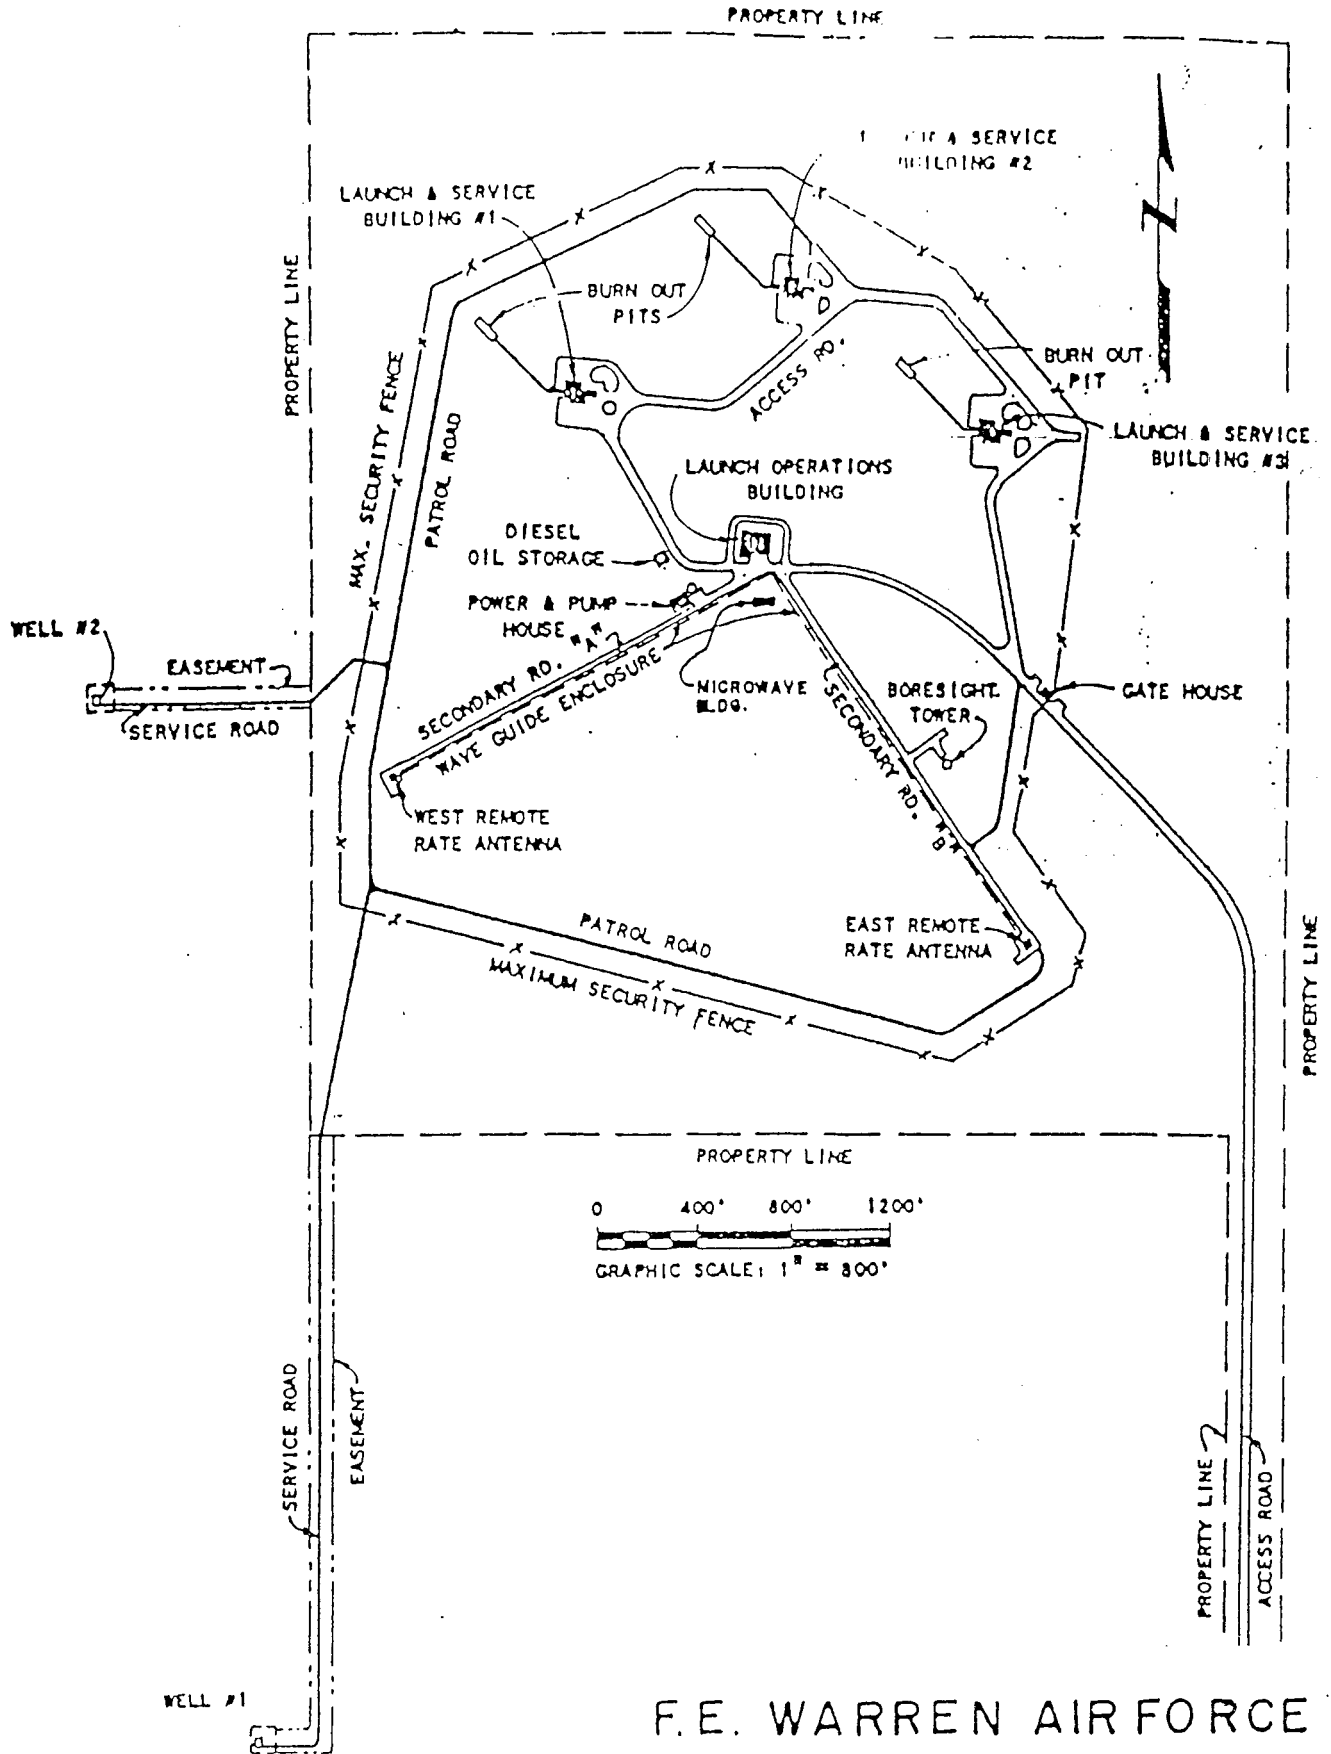 PROPERTY LINE
& SERVICE
BUILDING #2
LAUNCH & SERVICE
BUILDING #1
N
PROPERTY LINE
BURN OUT
PITS
MAX. SECURITY FENCE
PATROL ROAD
ACCESS RD.
BURN OUT
PIT
LAUNCH & SERVICE
BUILDING #3
LAUNCH OPERATIONS
BUILDING
DIESEL
OIL STORAGE
POWER & PUMP
HOUSE
WELL #2
EASEMENT
SERVICE ROAD
SECONDARY RD. "A"
WAVE GUIDE ENCLOSURE
MICROWAVE
BLDG.
SECONDARY RD. "B"
BORESIGHT
TOWER
GATE HOUSE
WEST REMOTE
RATE ANTENNA
PATROL ROAD
MAXIMUM SECURITY FENCE
EAST REMOTE
RATE ANTENNA
PROPERTY LINE
PROPERTY LINE
0 400' 800' 1200'
GRAPHIC SCALE: 1" = 800'
SERVICE ROAD
EASEMENT
PROPERTY LINE
ACCESS ROAD
WELL #1
F.E. WARREN AIR FORCE